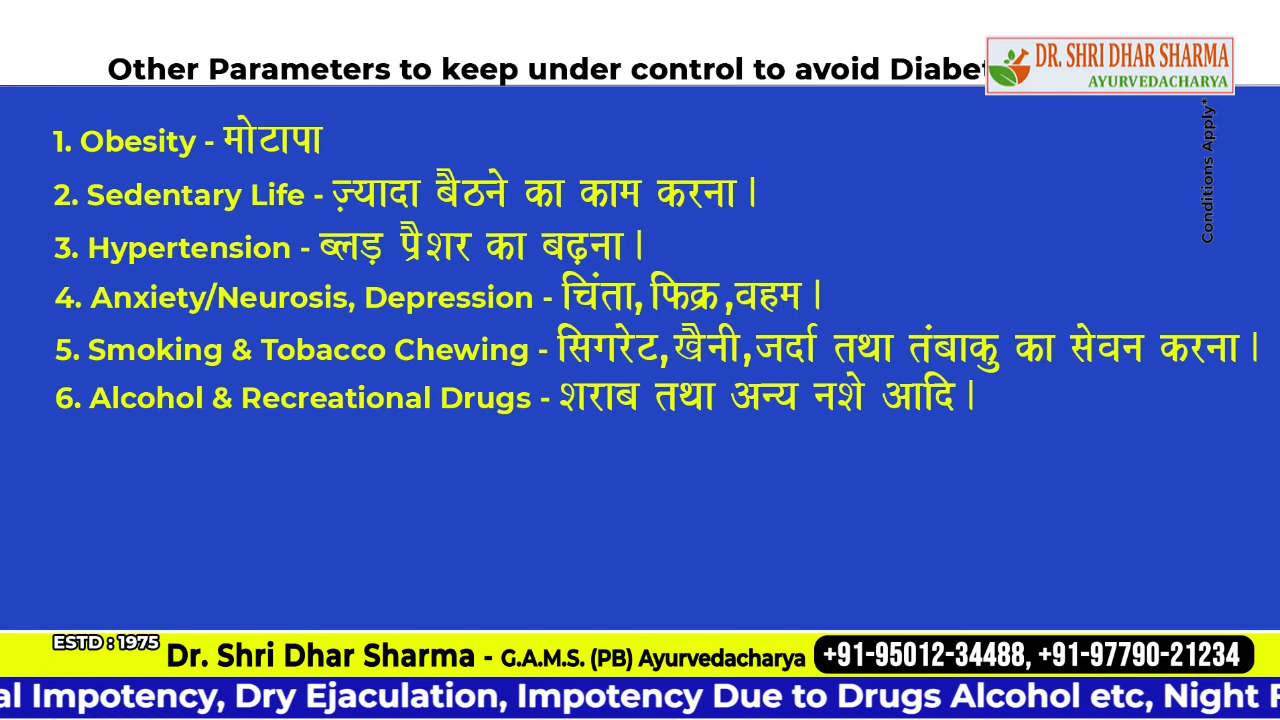 Other Parameters to keep under control to avoid
DR. SHRI DHAR SHARMA
AYURVEDACHARYA
Conditions Apply*
1. Obesity - मोटापा
2. Sedentary Life - ज़्यादा बैठने का काम करना |
3. Hypertension - ब्लड़ प्रैशर का बढ़ना |
4. Anxiety/Neurosis, Depression - चिंता, फिक्र ,वहम |
5. Smoking & Tobacco Chewing - सिगरेट, खैनी, जर्दा तथा तंबाकु का सेवन करना |
6. Alcohol & Recreational Drugs - शराब तथा अन्य नशे आदि |
ESTD : 1975
Dr. Shri Dhar Sharma - G.A.M.S. (PB) Ayurvedacharya
+91-95012-34488, +91-97790-21234
Impotency, Dry Ejaculation, Impotency Due to Drugs Alcohol etc, Night